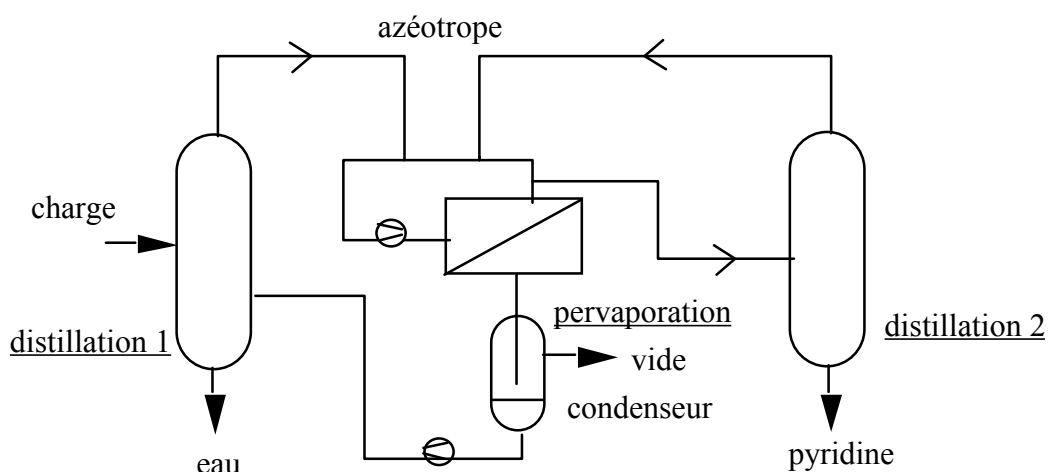 azéotrope
charge
distillation 1
eau
pervaporation
vide
condenseur
distillation 2
pyridine